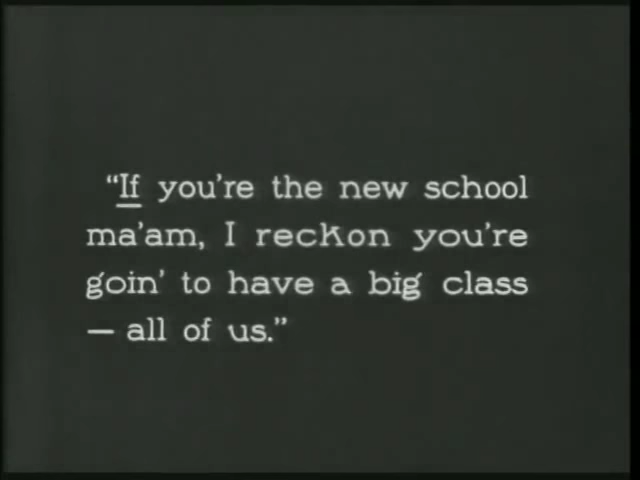 “If you’re the new school
ma’am, I reckon you’re
goin’ to have a big class
— all of us.”